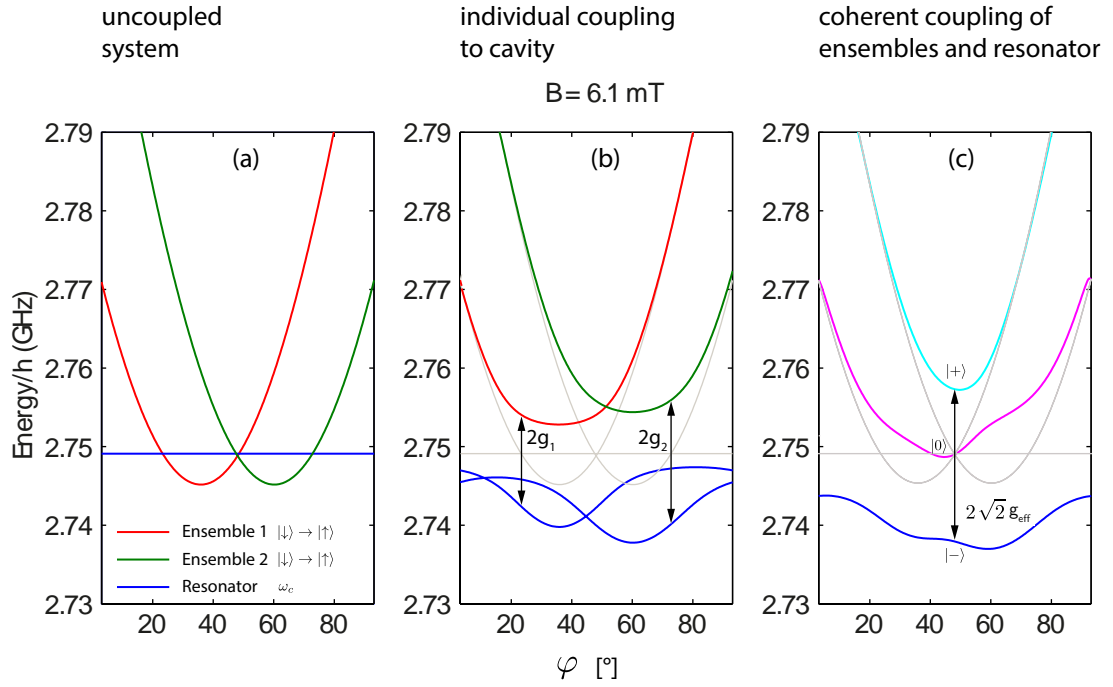 uncoupled
system
individual coupling
to cavity
coherent coupling of
ensembles and resonator
B= 6.1 mT
Energy/h (GHz)
2.79
2.78
2.77
2.76
2.75
2.74
2.73
(a)
Ensemble 1 |↓⟩ → |↑⟩
Ensemble 2 |↓⟩ → |↑⟩
Resonator ω_c
20 40 60 80
2.79
2.78
2.77
2.76
2.75
2.74
2.73
(b)
2g₁
2g₂
20 40 60 80
φ [°]
2.79
2.78
2.77
2.76
2.75
2.74
2.73
(c)
|+⟩
|0⟩
2√2 g_eff
|−⟩
20 40 60 80